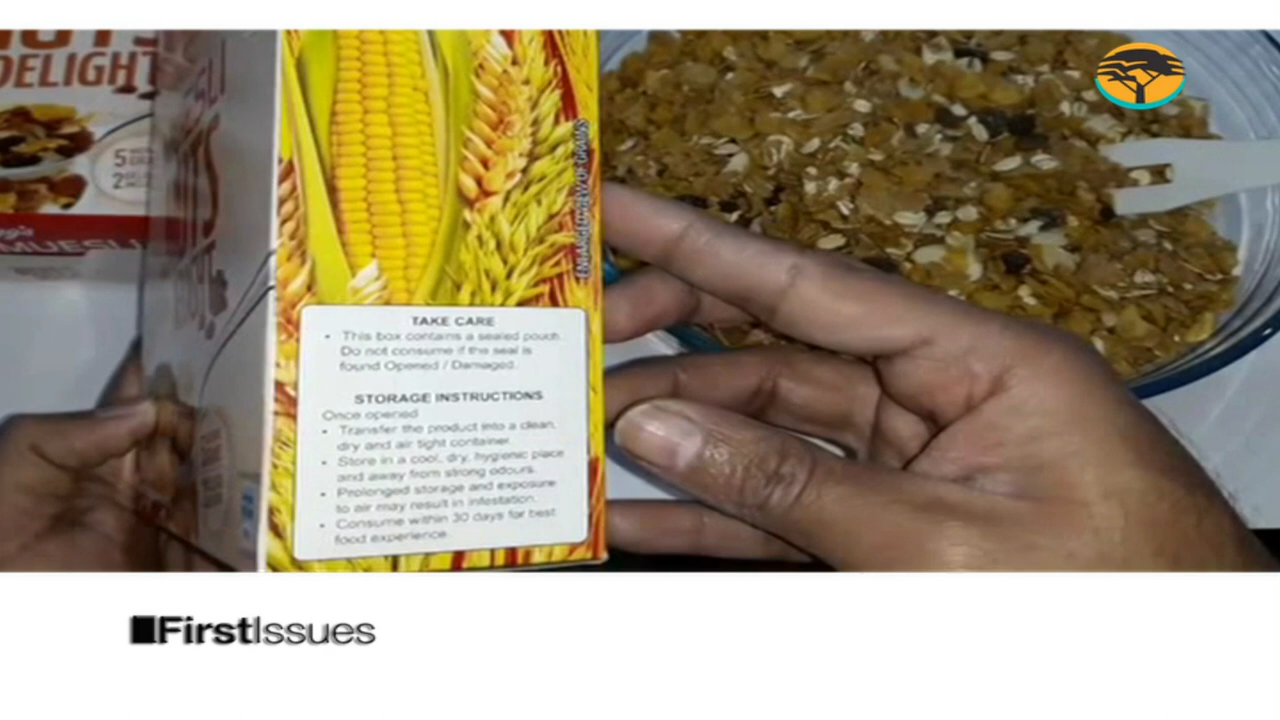 DELIGHT
5
2
MUESLI
ENLARGED VIEW OF GRAINS
TAKE CARE
• This box contains a sealed pouch.
Do not consume if the seal is
found Opened / Damaged.
STORAGE INSTRUCTIONS
Once opened
• Transfer the product into a clean,
dry and air tight container.
• Store in a cool, dry, hygienic place
and away from strong odours.
• Prolonged storage and exposure
to air may result in infestation.
• Consume within 30 days for best
food experience.
FirstIssues